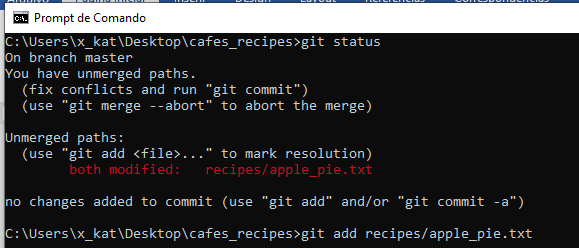 Prompt de Comando
C:\Users\x_kat\Desktop\cafes_recipes>git status
On branch master
You have unmerged paths.
  (fix conflicts and run "git commit")
  (use "git merge --abort" to abort the merge)
Unmerged paths:
  (use "git add <file>..." to mark resolution)
        both modified:   recipes/apple_pie.txt
no changes added to commit (use "git add" and/or "git commit -a")
C:\Users\x_kat\Desktop\cafes_recipes>git add recipes/apple_pie.txt